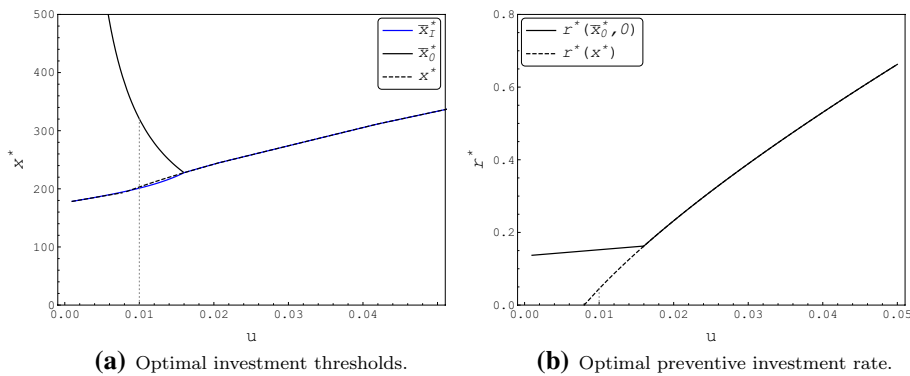 500
400
300
200
100
0
x*
0.00
0.01
0.02
0.03
0.04
u
x̅*_I
x̅*_0
x*
(a) Optimal investment thresholds.
0.8
0.6
0.4
0.2
0.0
r*
0.00
0.01
0.02
0.03
0.04
0.05
u
r*(x̅*_0,0)
r*(x*)
(b) Optimal preventive investment rate.